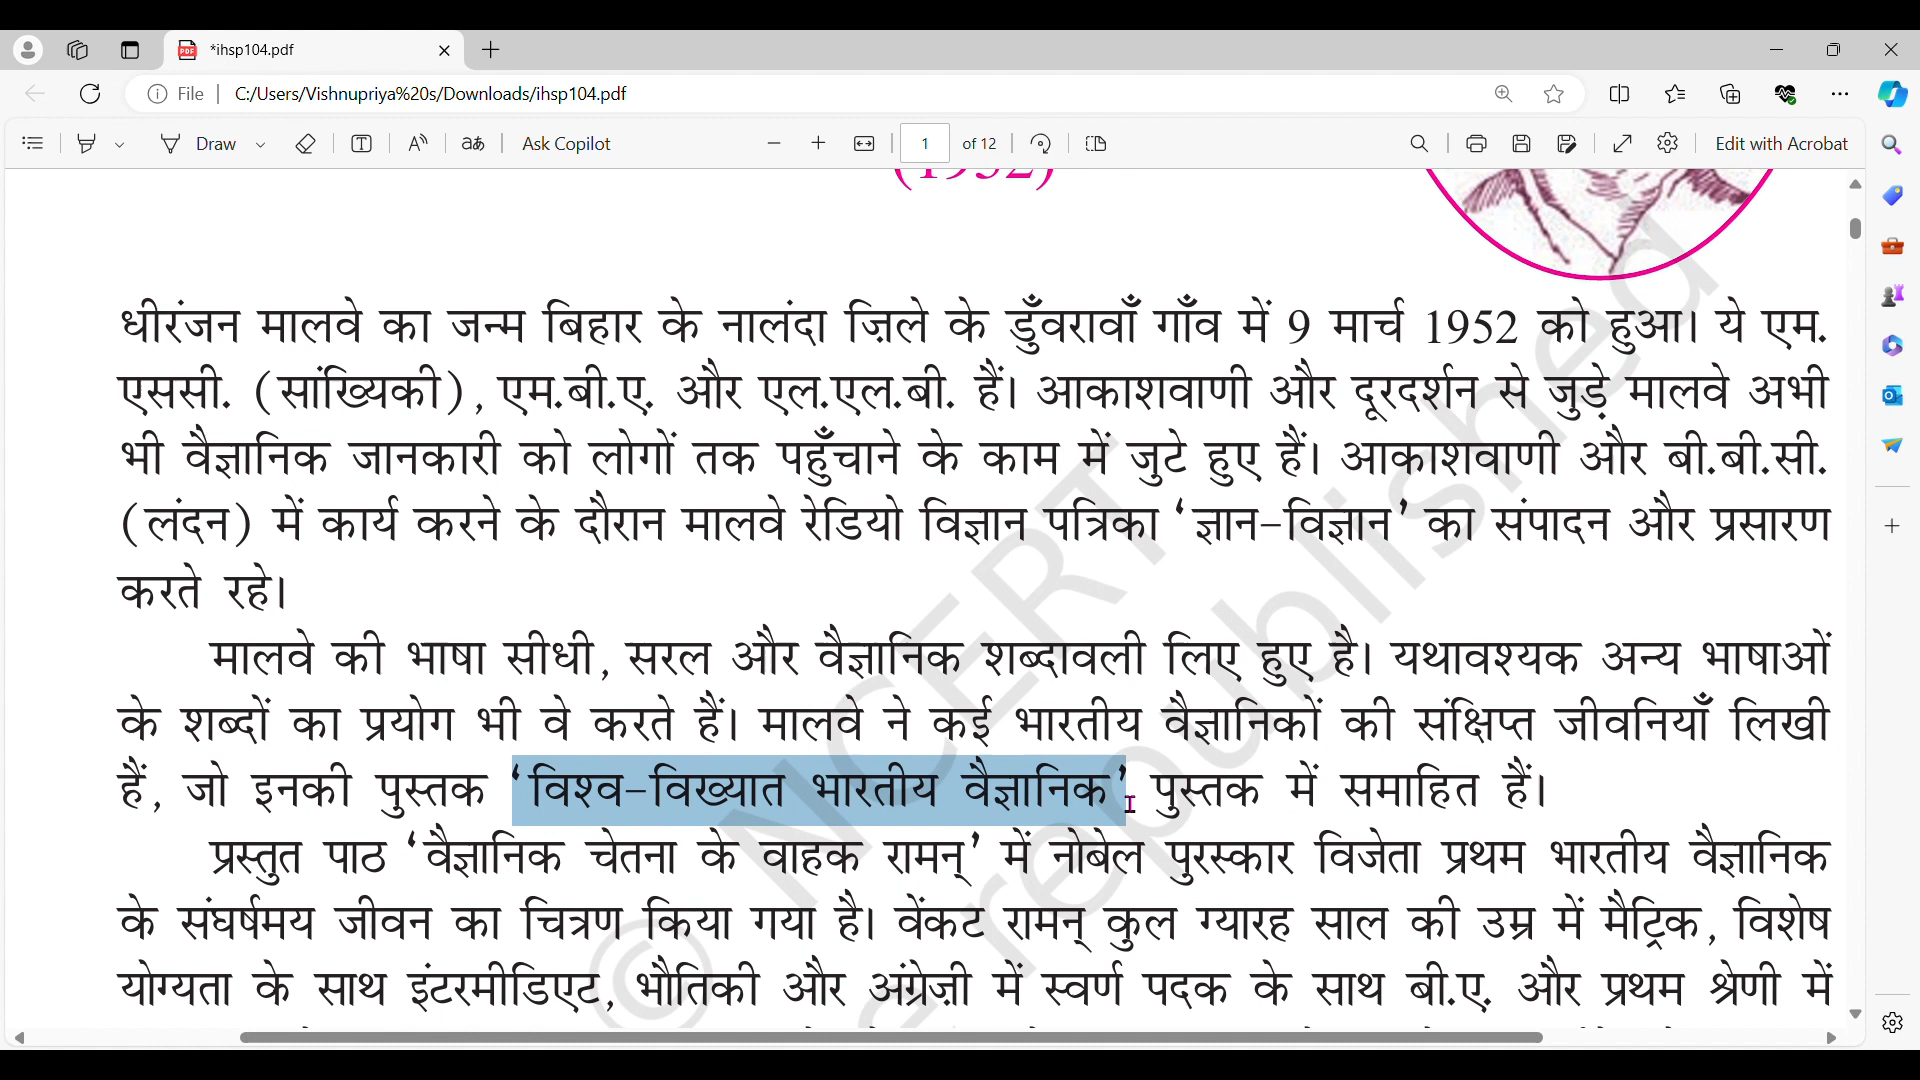 *ihsp104.pdf
File
C:/Users/Vishnupriya%20s/Downloads/ihsp104.pdf
Draw
aあ
Ask Copilot
1 of 12
Edit with Acrobat
(1952)
धीरंजन मालवे का जन्म बिहार के नालंदा ज़िले के डुँवरावाँ गाँव में 9 मार्च 1952 को हुआ। ये एम.
एससी. (सांख्यिकी), एम.बी.ए. और एल.एल.बी. हैं। आकाशवाणी और दूरदर्शन से जुड़े मालवे अभी
भी वैज्ञानिक जानकारी को लोगों तक पहुँचाने के काम में जुटे हुए हैं। आकाशवाणी और बी.बी.सी.
(लंदन) में कार्य करने के दौरान मालवे रेडियो विज्ञान पत्रिका ‘ज्ञान-विज्ञान’ का संपादन और प्रसारण
करते रहे।
मालवे की भाषा सीधी, सरल और वैज्ञानिक शब्दावली लिए हुए है। यथावश्यक अन्य भाषाओं
के शब्दों का प्रयोग भी वे करते हैं। मालवे ने कई भारतीय वैज्ञानिकों की संक्षिप्त जीवनियाँ लिखी
हैं, जो इनकी पुस्तक ‘विश्व-विख्यात भारतीय वैज्ञानिक’ पुस्तक में समाहित हैं।
प्रस्तुत पाठ ‘वैज्ञानिक चेतना के वाहक रामन्’ में नोबेल पुरस्कार विजेता प्रथम भारतीय वैज्ञानिक
के संघर्षमय जीवन का चित्रण किया गया है। वेंकट रामन् कुल ग्यारह साल की उम्र में मैट्रिक, विशेष
योग्यता के साथ इंटरमीडिएट, भौतिकी और अंग्रेज़ी में स्वर्ण पदक के साथ बी.ए. और प्रथम श्रेणी में
© NCERT
republished